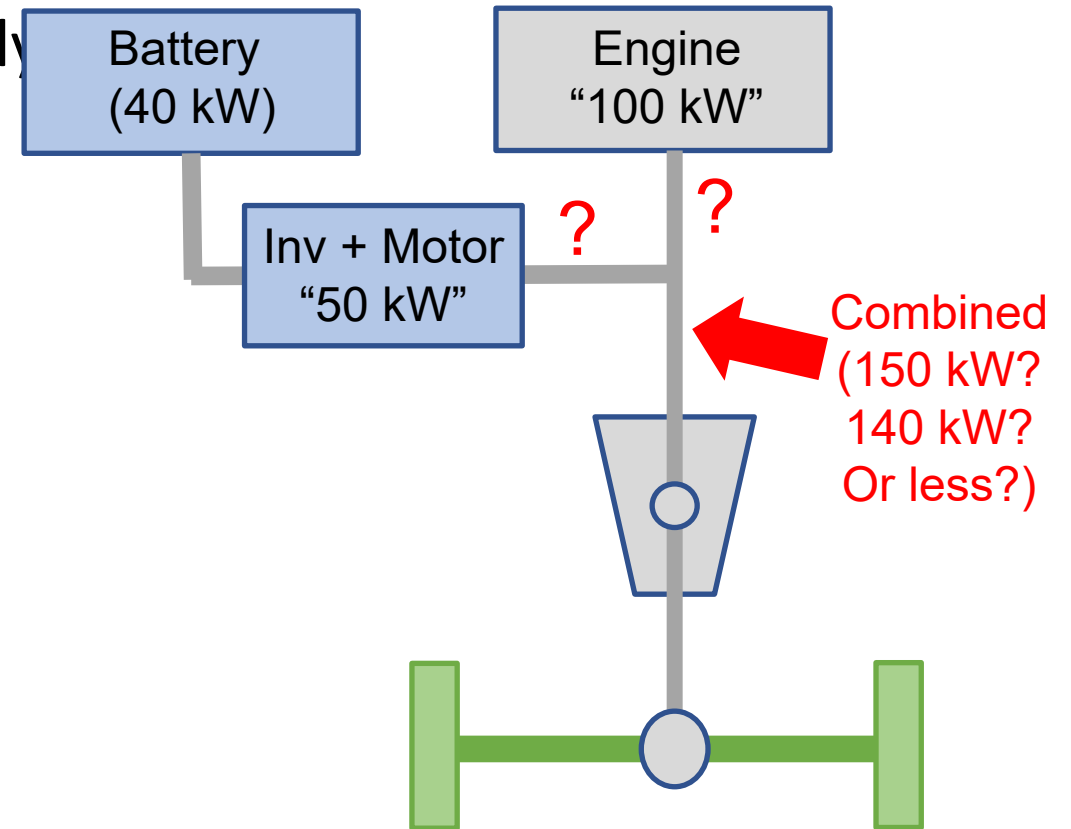 Battery
(40 kW)
Engine
“100 kW”
Inv + Motor
“50 kW”
?
?
Combined
(150 kW?
140 kW?
Or less?)